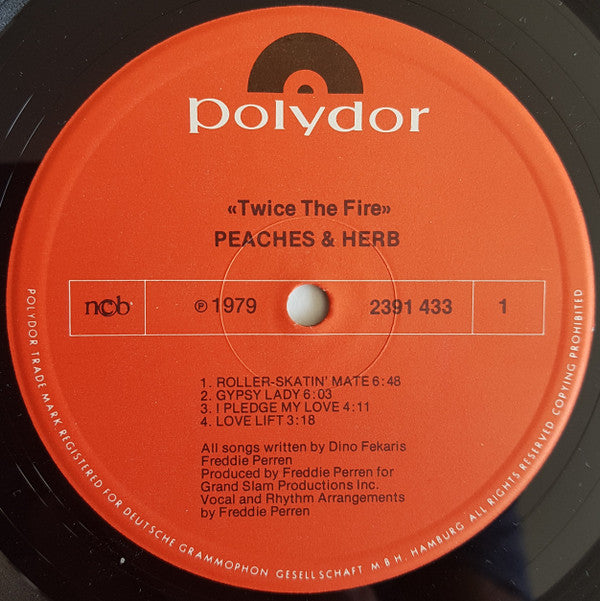 polydor
«Twice The Fire»
PEACHES & HERB
ncb
℗ 1979
2391 433
1
1. ROLLER-SKATIN' MATE 6:48
2. GYPSY LADY 6:03
3. I PLEDGE MY LOVE 4:11
4. LOVE LIFT 3:18
All songs written by Dino Fekaris
Freddie Perren
Produced by Freddie Perren for
Grand Slam Productions Inc.
Vocal and Rhythm Arrangements
by Freddie Perren
POLYDOR TRADE MARK REGISTERED FOR DEUTSCHE GRAMMOPHON GESELLSCHAFT M B H, HAMBURG ALL RIGHTS RESERVED COPYING PROHIBITED